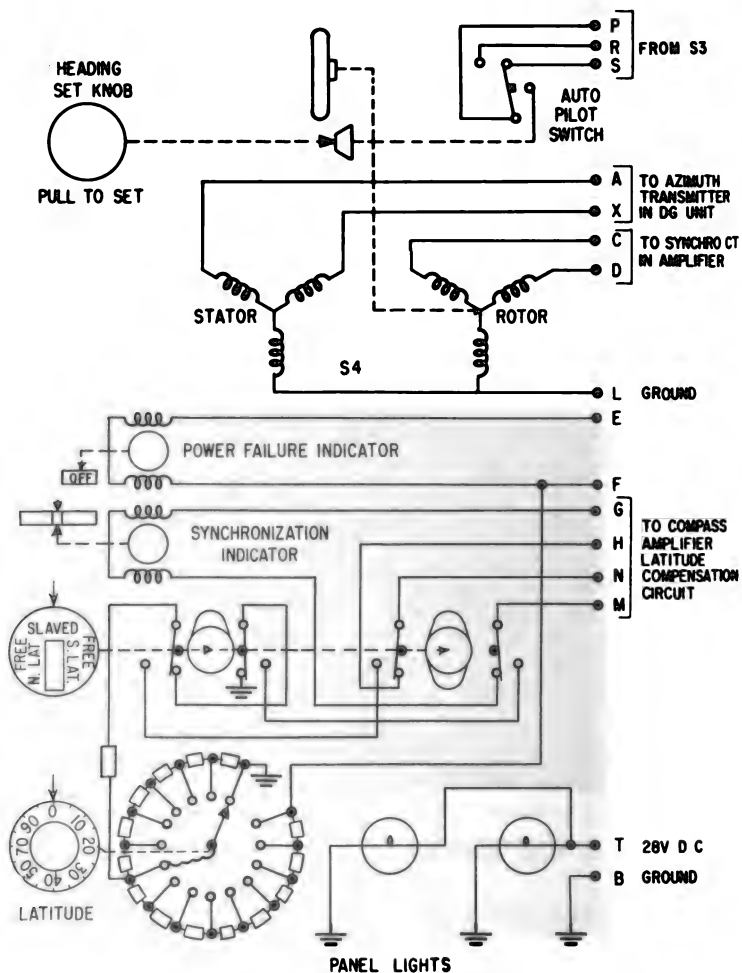 P
R
S
FROM S3
HEADING
SET KNOB
AUTO
PILOT
SWITCH
PULL TO SET
A
X
TO AZIMUTH
TRANSMITTER
IN DG UNIT
C
D
TO SYNCHRO CT
IN AMPLIFIER
STATOR
ROTOR
S4
L GROUND
E
POWER FAILURE INDICATOR
OFF
F
G
H
N
M
SYNCHRONIZATION
INDICATOR
TO COMPASS
AMPLIFIER
LATITUDE
COMPENSATION
CIRCUIT
SLAVED
FREE
N. LAT
FREE
S. LAT.
0
10
20
30
40
50
70
90
LATITUDE
T 28V D C
B GROUND
PANEL LIGHTS